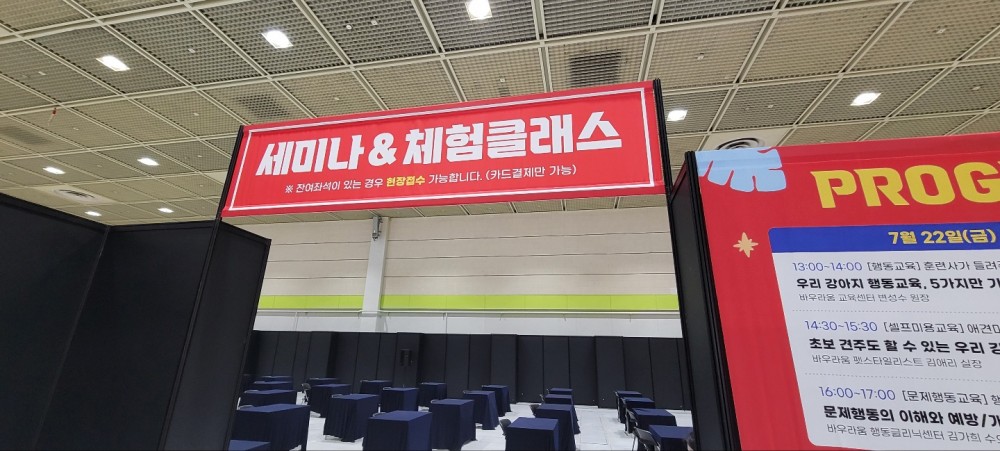 세미나 & 체험클래스
※ 잔여좌석이 있는 경우 현장접수 가능합니다. (카드결제만 가능)
PROG
7월 22일(금)
13:00~14:00 [행동교육] 훈련사가 들려
우리 강아지 행동교육, 5가지만
바우라움 교육센터 변성수 원장
14:30~15:30 [셀프미용교육] 애견미
초보 견주도 할 수 있는 우리
바우라움 펫스타일리스트 김애리 실장
16:00~17:00 [문제행동교육]
문제행동의 이해와 예방/
바우라움 행동클리닉센터 김가희